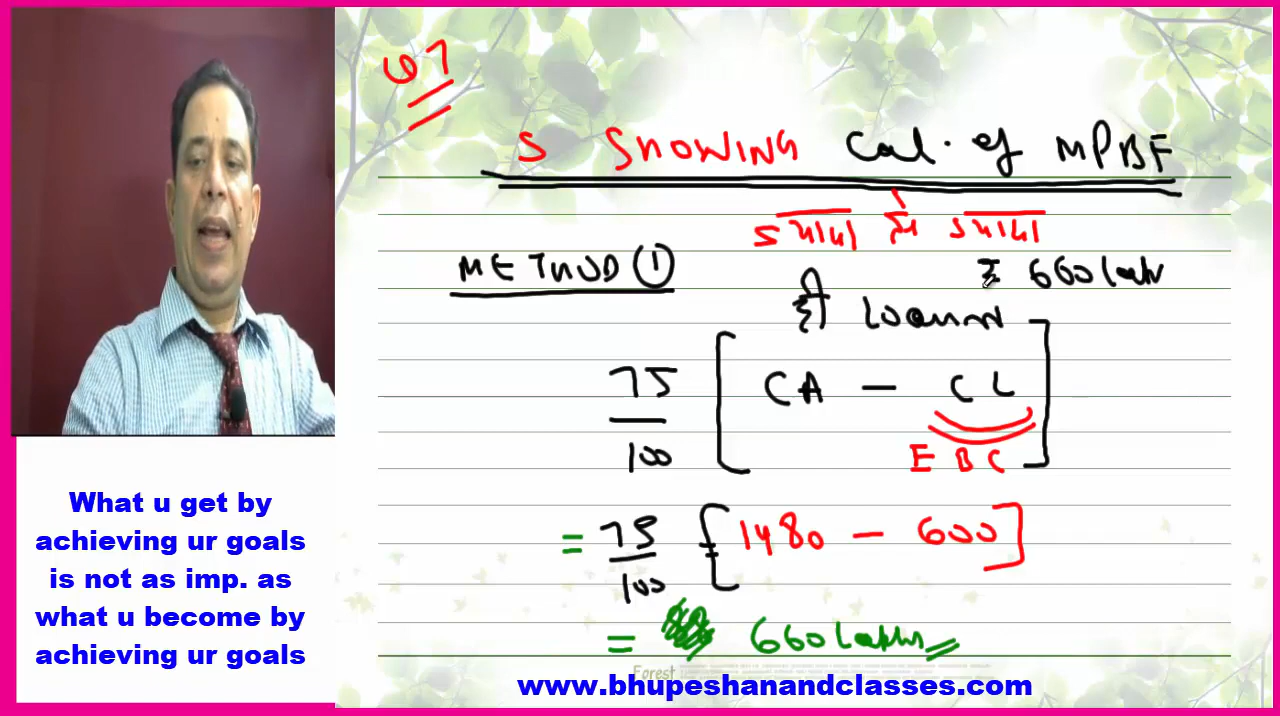 Q7
S SHOWING Cal. of MPBF
METHOD ①
₹ 660 lakh
ही loan
75
100
[ CA – CL ]
EBC
= 75
100
[ 1480 – 600 ]
= 660 lakhs
What u get by
achieving ur goals
is not as imp. as
what u become by
achieving ur goals
Forest
www.bhupeshanandclasses.com